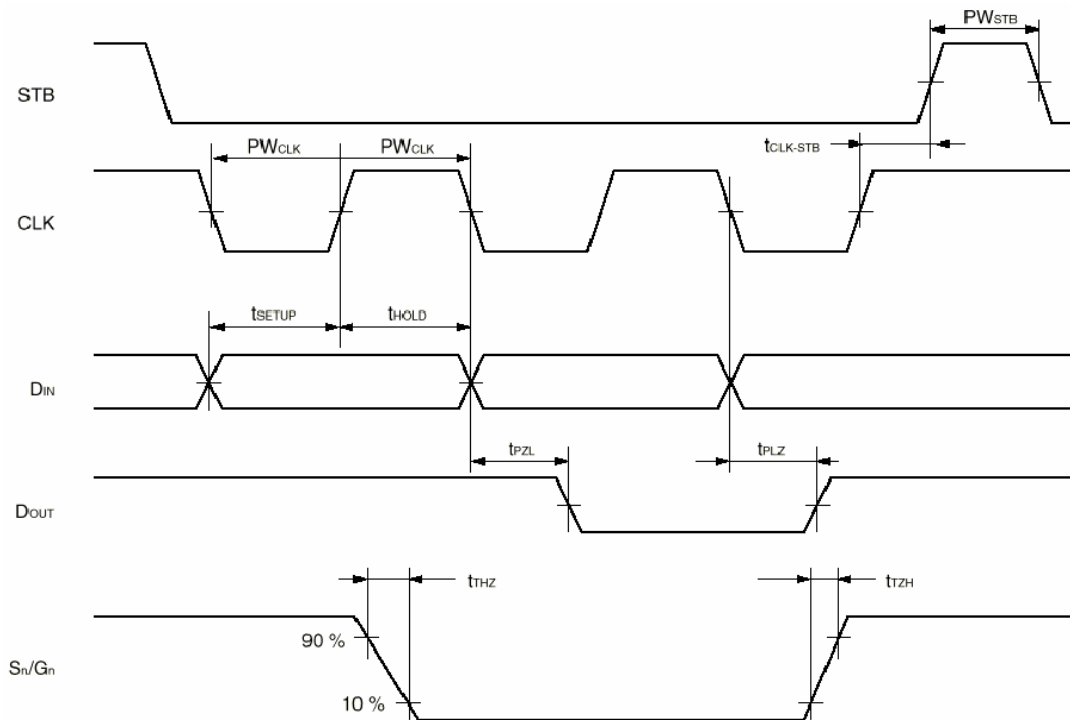 PWSTB
STB
tCLK-STB
PWCLK PWCLK
CLK
tSETUP tHOLD
DIN
tPZL tPLZ
DOUT
tTHZ tTZH
90 %
Sn/Gn
10 %